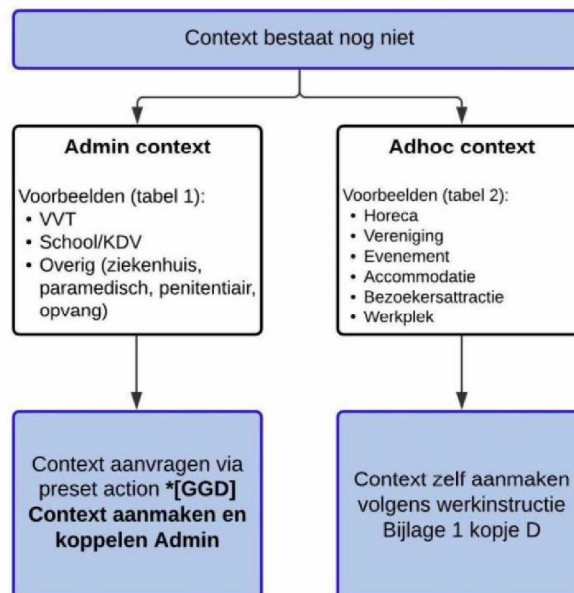 Context bestaat nog niet
Admin context
Voorbeelden (tabel 1):
• VVT
• School/KDV
• Overig (ziekenhuis,
paramedisch, penitentiair,
opvang)
Adhoc context
Voorbeelden (tabel 2):
• Horeca
• Vereniging
• Evenement
• Accommodatie
• Bezoekersattractie
• Werkplek
Context aanvragen via
preset action *[GGD]
Context aanmaken en
koppelen Admin
Context zelf aanmaken
volgens werkinstructie
Bijlage 1 kopje D